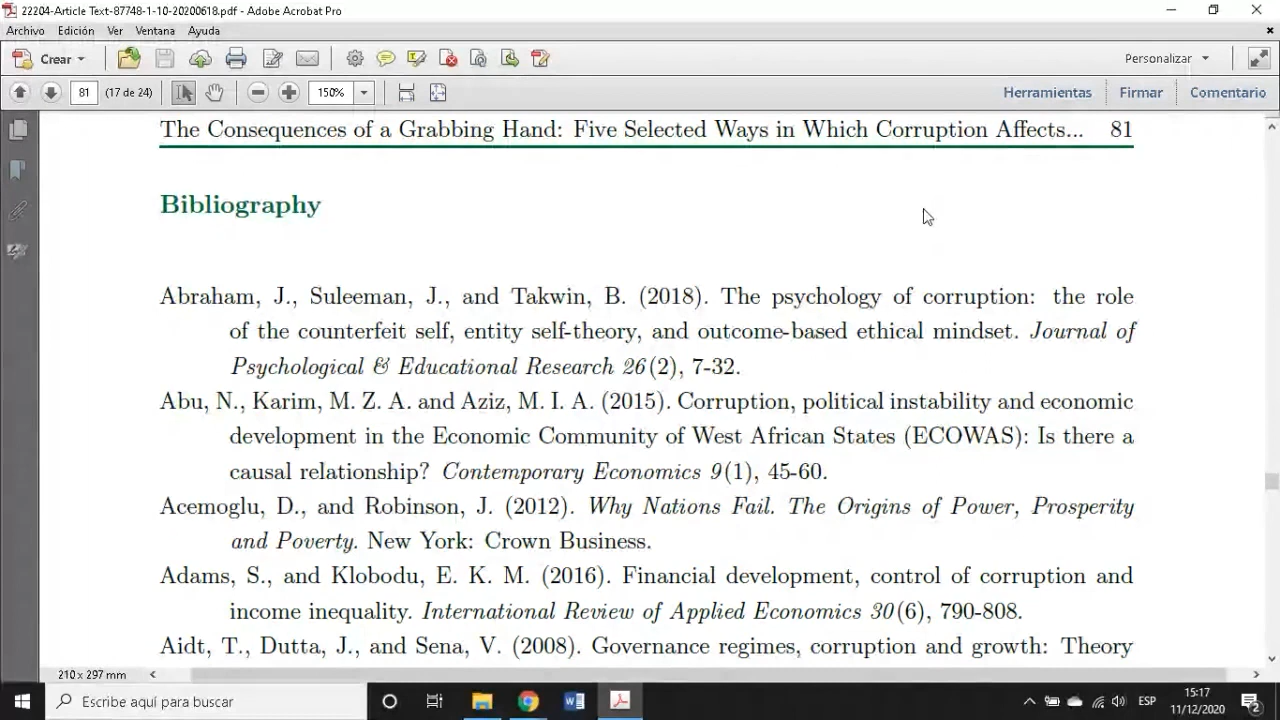 22204-Article Text-87748-1-10-20200618.pdf - Adobe Acrobat Pro
Archivo Edición Ver Ventana Ayuda
Crear Personalizar
81 (17 de 24) 150% Herramientas Firmar Comentario
The Consequences of a Grabbing Hand: Five Selected Ways in Which Corruption Affects... 81
Bibliography
Abraham, J., Suleeman, J., and Takwin, B. (2018). The psychology of corruption: the role
of the counterfeit self, entity self-theory, and outcome-based ethical mindset. Journal of
Psychological & Educational Research 26(2), 7-32.
Abu, N., Karim, M. Z. A. and Aziz, M. I. A. (2015). Corruption, political instability and economic
development in the Economic Community of West African States (ECOWAS): Is there a
causal relationship? Contemporary Economics 9(1), 45-60.
Acemoglu, D., and Robinson, J. (2012). Why Nations Fail. The Origins of Power, Prosperity
and Poverty. New York: Crown Business.
Adams, S., and Klobodu, E. K. M. (2016). Financial development, control of corruption and
income inequality. International Review of Applied Economics 30(6), 790-808.
Aidt, T., Dutta, J., and Sena, V. (2008). Governance regimes, corruption and growth: Theory
210 x 297 mm
Escribe aquí para buscar
ESP
15:17
11/12/2020
2